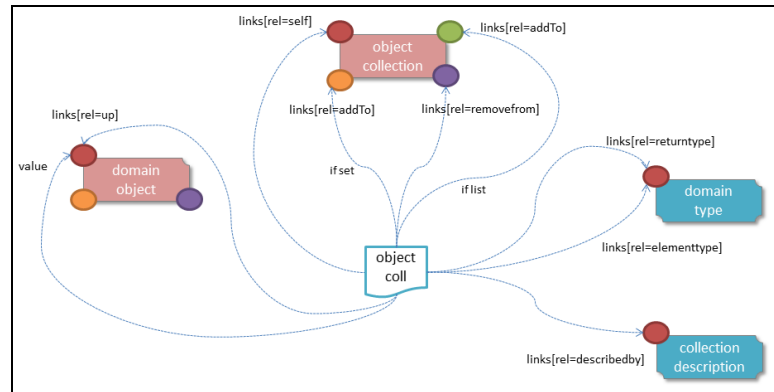 links[rel=self]
links[rel=addTo]
object
collection
links[rel=addTo]
links[rel=removefrom]
links[rel=up]
value
domain
object
links[rel=returntype]
if set
if list
domain
type
links[rel=elementtype]
object
coll
links[rel=describedby]
collection
description